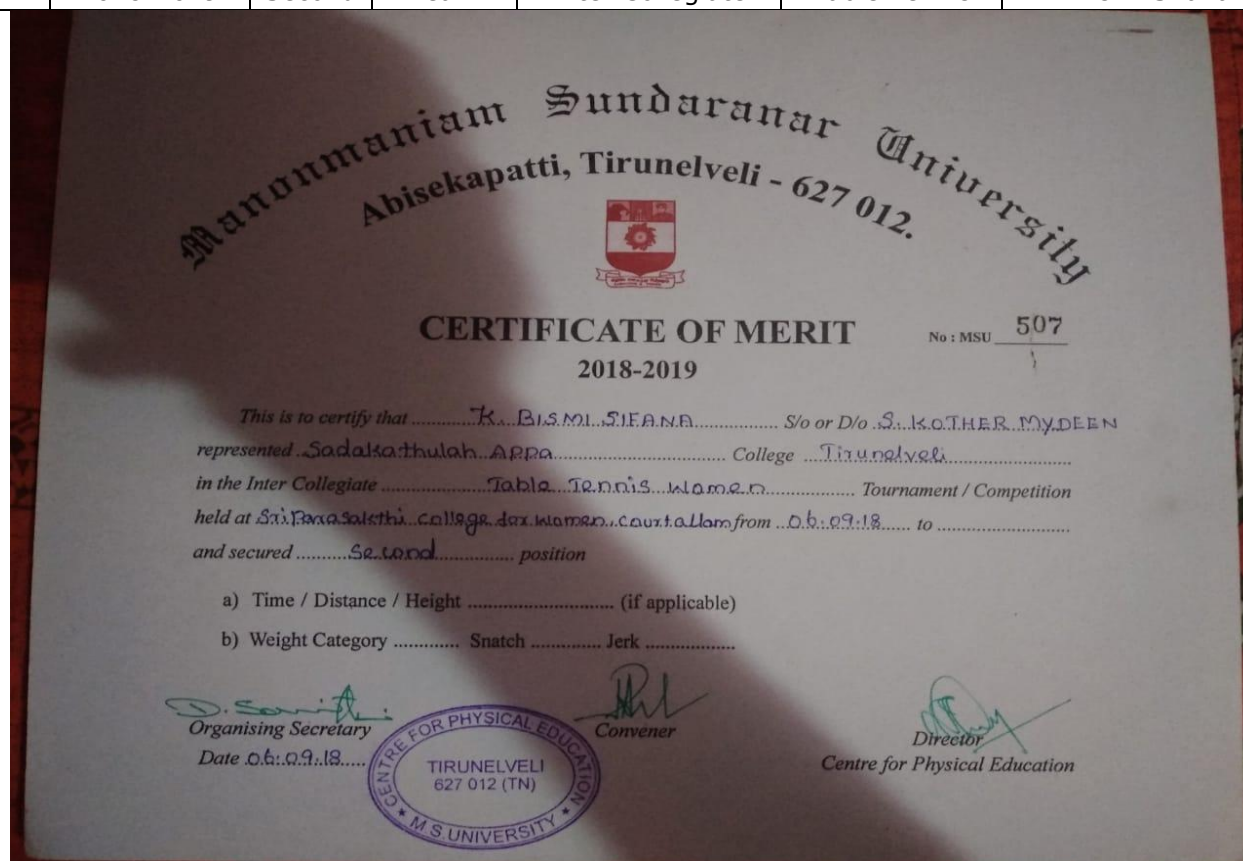 Manonmaniam Sundaranar University
Abisekapatti, Tirunelveli - 627 012.
CERTIFICATE OF MERIT
No : MSU 507
2018-2019
This is to certify that K. BISMI SIFANA S/o or D/o S. KOTHER MYDEEN
represented Sadakathulah Appa College Tirunelveli
in the Inter Collegiate Table Tennis Women Tournament / Competition
held at Sri Parasakthi college for women, courtallam from 06.09.18 to
and secured Second position
a) Time / Distance / Height (if applicable)
b) Weight Category Snatch Jerk
Organising Secretary
Convener
Director
Date 06.09.18
Centre for Physical Education
CENTRE FOR PHYSICAL EDUCATION
TIRUNELVELI
627 012 (TN)
M S. UNIVERSITY